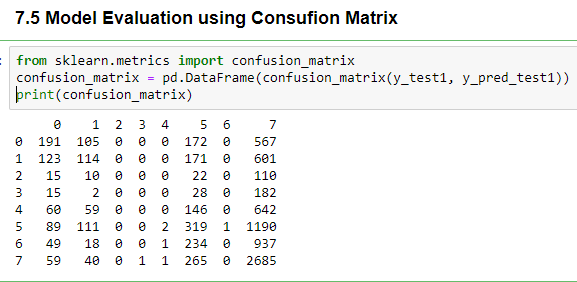 7.5 Model Evaluation using Consufion Matrix
from sklearn.metrics import confusion_matrix
confusion_matrix = pd.DataFrame(confusion_matrix(y_test1, y_pred_test1))
print(confusion_matrix)
0 1 2 3 4 5 6 7
0 191 105 0 0 0 172 0 567
1 123 114 0 0 0 171 0 601
2 15 10 0 0 0 22 0 110
3 15 2 0 0 0 28 0 182
4 60 59 0 0 0 146 0 642
5 89 111 0 0 2 319 1 1190
6 49 18 0 0 1 234 0 937
7 59 40 0 1 1 265 0 2685